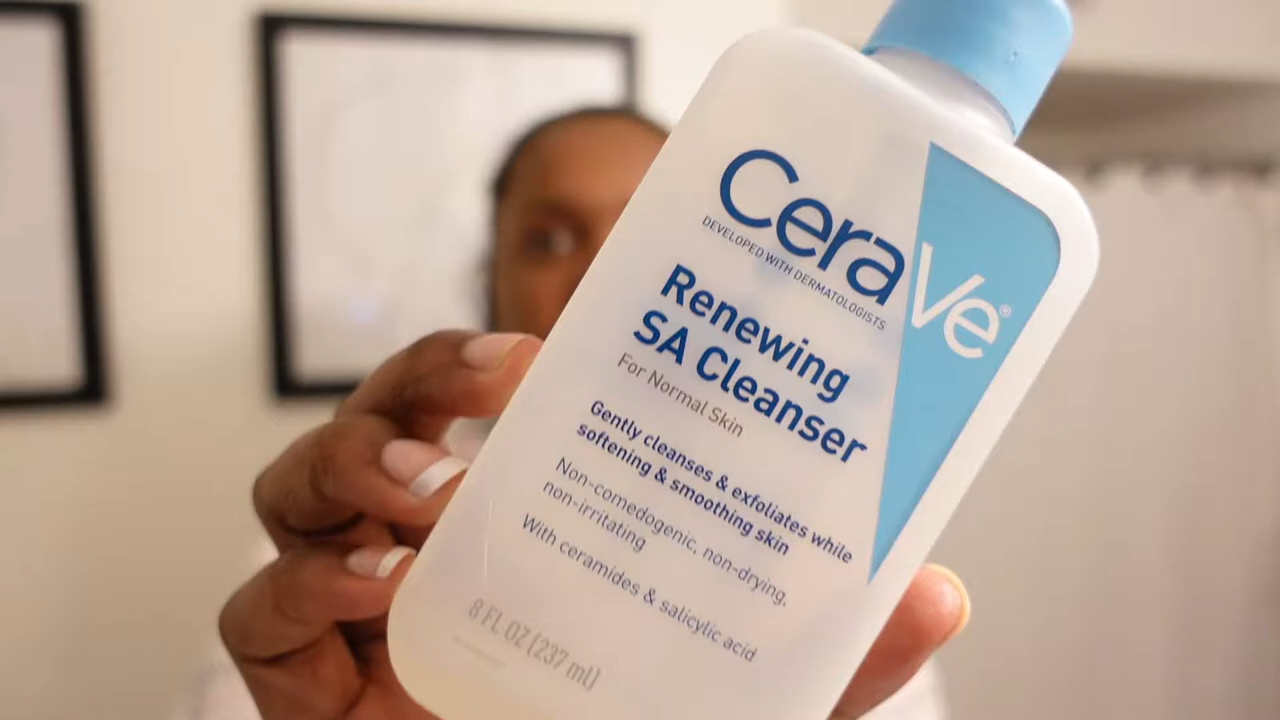 CeraVe®
DEVELOPED WITH DERMATOLOGISTS
Renewing
SA Cleanser
For Normal Skin
Gently cleanses & exfoliates while
softening & smoothing skin
Non-comedogenic, non-drying,
non-irritating
With ceramides & salicylic acid
8 FL OZ (237 ml)